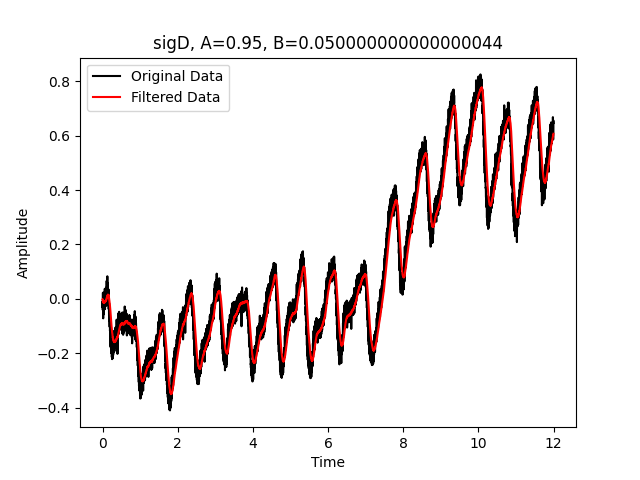 sigD, A=0.95, B=0.0500000000000000044
Original Data
Filtered Data
0.8
0.6
0.4
0.2
0.0
−0.2
−0.4
Amplitude
0 2 4 6 8 10 12
Time